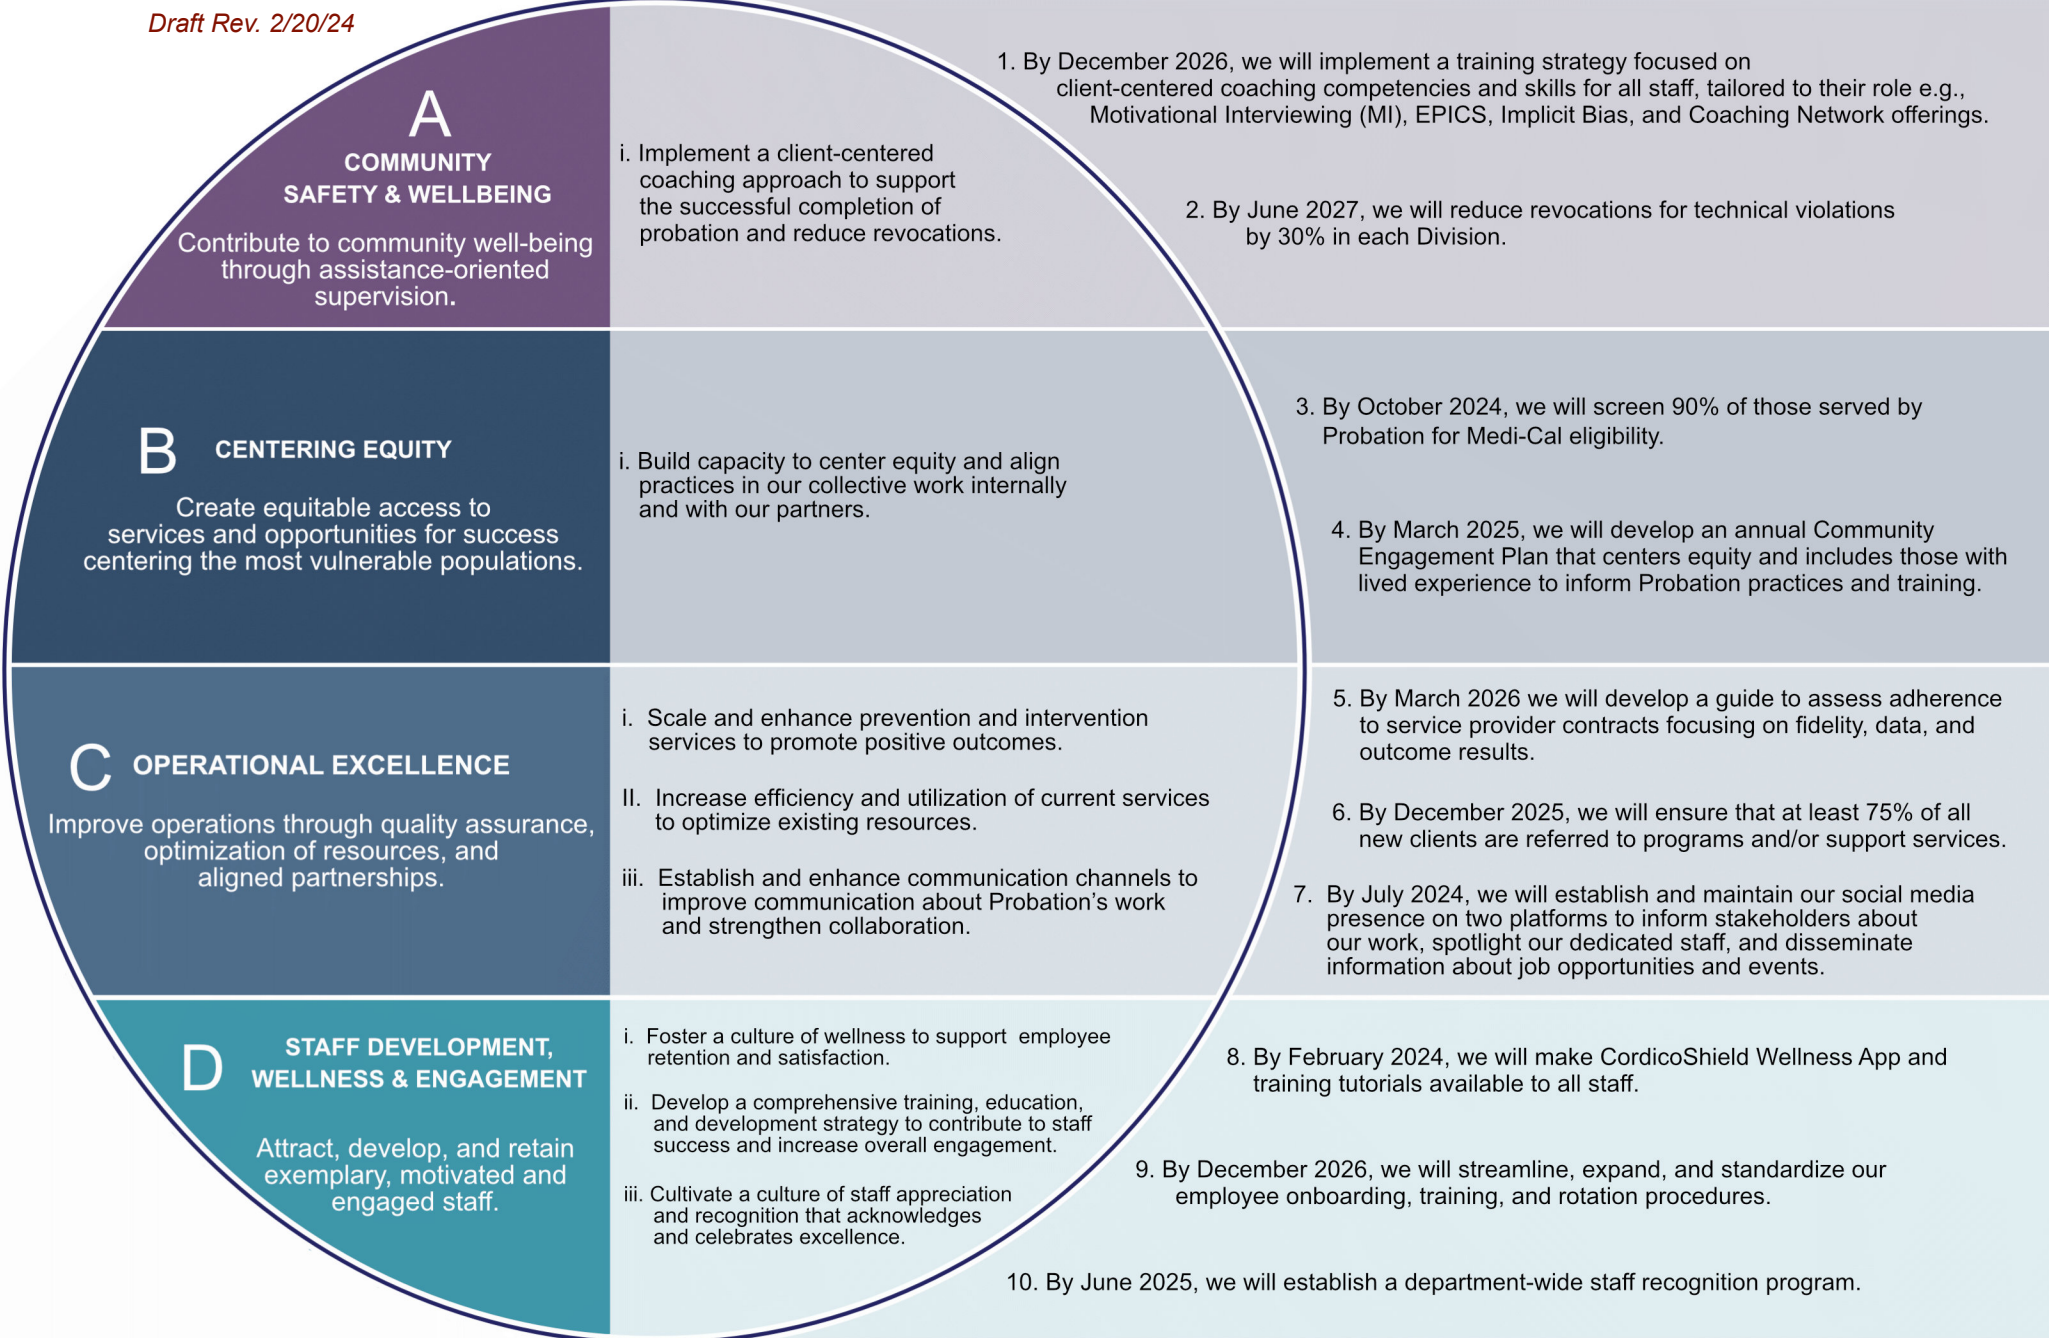 Draft Rev. 2/20/24
A
COMMUNITY
SAFETY & WELLBEING
Contribute to community well-being
through assistance-oriented
supervision.
i. Implement a client-centered
coaching approach to support
the successful completion of
probation and reduce revocations.
1. By December 2026, we will implement a training strategy focused on
client-centered coaching competencies and skills for all staff, tailored to their role e.g.,
Motivational Interviewing (MI), EPICS, Implicit Bias, and Coaching Network offerings.
2. By June 2027, we will reduce revocations for technical violations
by 30% in each Division.
B CENTERING EQUITY
Create equitable access to
services and opportunities for success
centering the most vulnerable populations.
i. Build capacity to center equity and align
practices in our collective work internally
and with our partners.
3. By October 2024, we will screen 90% of those served by
Probation for Medi-Cal eligibility.
4. By March 2025, we will develop an annual Community
Engagement Plan that centers equity and includes those with
lived experience to inform Probation practices and training.
C OPERATIONAL EXCELLENCE
Improve operations through quality assurance,
optimization of resources, and
aligned partnerships.
i. Scale and enhance prevention and intervention
services to promote positive outcomes.
II. Increase efficiency and utilization of current services
to optimize existing resources.
iii. Establish and enhance communication channels to
improve communication about Probation's work
and strengthen collaboration.
5. By March 2026 we will develop a guide to assess adherence
to service provider contracts focusing on fidelity, data, and
outcome results.
6. By December 2025, we will ensure that at least 75% of all
new clients are referred to programs and/or support services.
7. By July 2024, we will establish and maintain our social media
presence on two platforms to inform stakeholders about
our work, spotlight our dedicated staff, and disseminate
information about job opportunities and events.
D
STAFF DEVELOPMENT,
WELLNESS & ENGAGEMENT
Attract, develop, and retain
exemplary, motivated and
engaged staff.
i. Foster a culture of wellness to support employee
retention and satisfaction.
ii. Develop a comprehensive training, education,
and development strategy to contribute to staff
success and increase overall engagement.
iii. Cultivate a culture of staff appreciation
and recognition that acknowledges
and celebrates excellence.
8. By February 2024, we will make CordicoShield Wellness App and
training tutorials available to all staff.
9. By December 2026, we will streamline, expand, and standardize our
employee onboarding, training, and rotation procedures.
10. By June 2025, we will establish a department-wide staff recognition program.